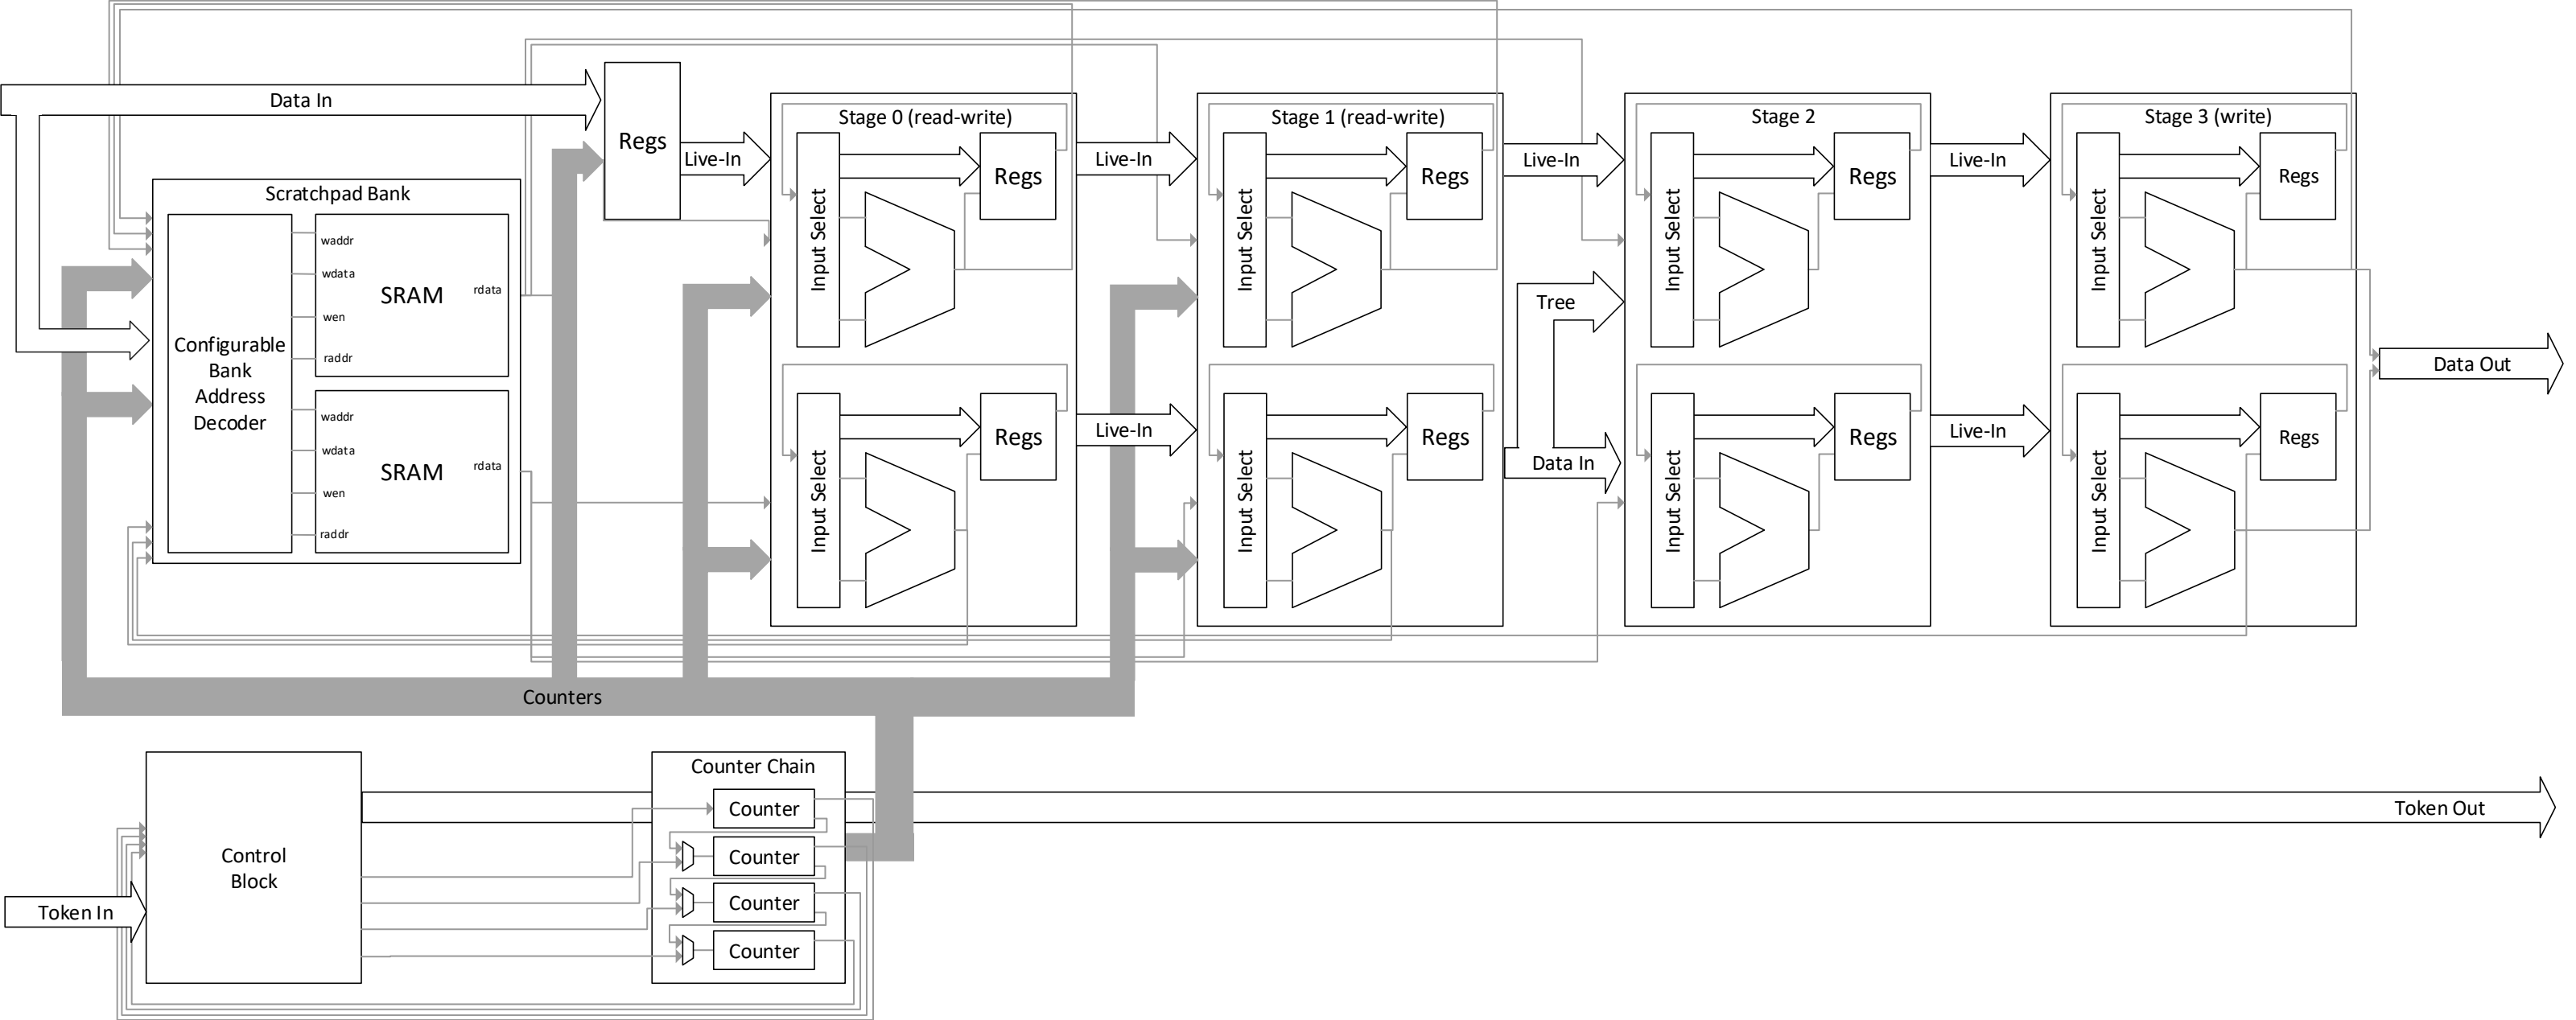 Data In
Regs
Live-In
Stage 0 (read-write)
Input Select
Regs
Live-In
Stage 1 (read-write)
Input Select
Regs
Live-In
Stage 2
Input Select
Regs
Live-In
Stage 3 (write)
Input Select
Regs
Scratchpad Bank
Configurable
Bank
Address
Decoder
waddr
wdata
wen
raddr
SRAM
rdata
waddr
wdata
wen
raddr
SRAM
rdata
Input Select
Regs
Live-In
Input Select
Regs
Tree
Data In
Input Select
Regs
Live-In
Input Select
Regs
Data Out
Counters
Control
Block
Token In
Counter Chain
Counter
Counter
Counter
Counter
Token Out